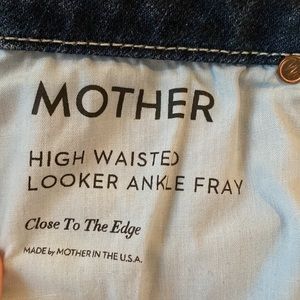 MOTHER
HIGH WAISTED
LOOKER ANKLE FRAY
Close To The Edge
MADE by MOTHER IN THE U.S.A.